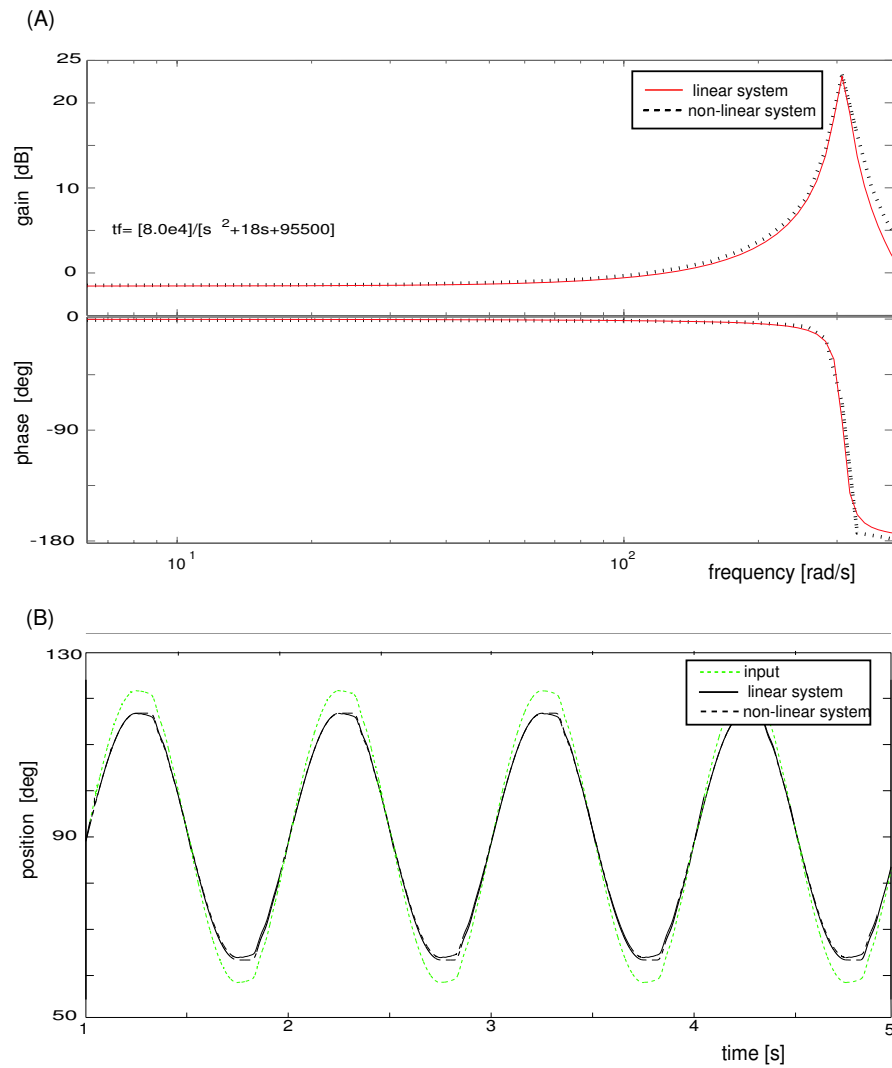 (A)
25
20
10
0
gain [dB]
linear system
non-linear system
tf= [8.0e4]/[s 2+18s+95500]
0
-90
-180
phase [deg]
10 1
10 2
frequency [rad/s]
(B)
130
90
50
position [deg]
input
linear system
non-linear system
1
2
3
4
5
time [s]